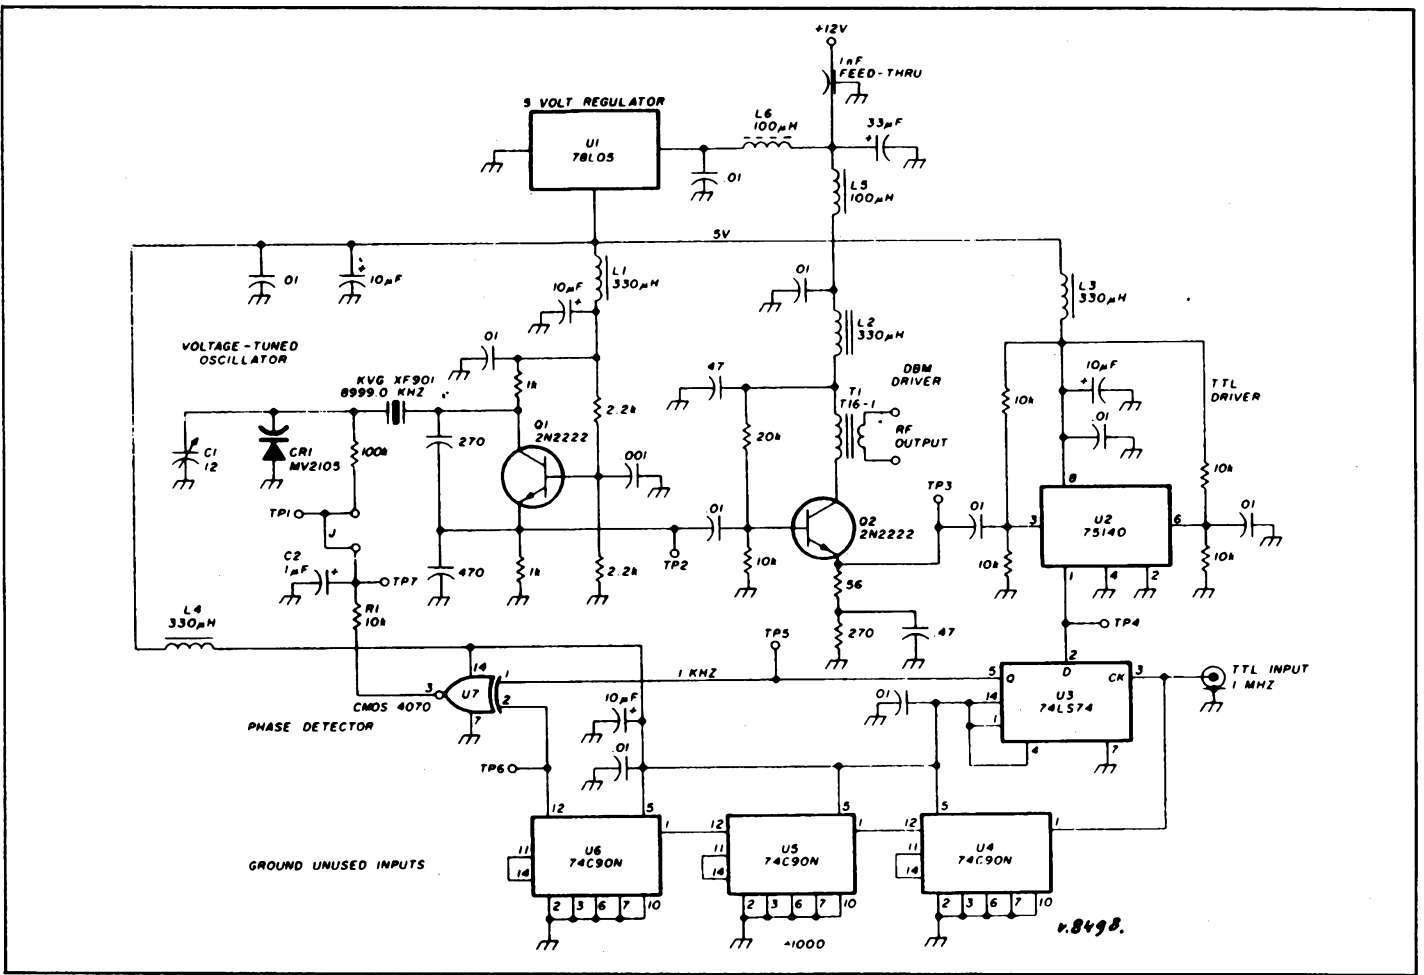 +12V
1nF
FEED-THRU
5 VOLT REGULATOR
L6
100µH
33µF
+
U1
78L05
.01
L5
100µH
5V
.01
+
10µF
L1
330µH
10µF
+
.01
L3
330µH
L2
330µH
VOLTAGE-TUNED
OSCILLATOR
.01
KVG XF901
8999.0 KHZ
1k
47
DBM
DRIVER
10µF
+
TTL
DRIVER
T1
T16-1
10k
.01
2.2k
Q1
2N2222
270
20k
RF
OUTPUT
C1
12
CR1
MV2105
100k
.001
10k
TP3
8
TP1
.01
.01
3
U2
75140
6
.01
Q2
2N2222
J
C2
1µF
+
TP7
470
1k
2.2k
TP2
10k
56
10k
1
4
2
10k
R1
10k
L4
330µH
TP5
270
.47
TP4
2
14
1
1 KHZ
5
Q
D
CK
3
TTL INPUT
1 MHZ
3
U7
2
10µF
+
.01
14
U3
74LS74
CMOS 4070
7
1
PHASE DETECTOR
.01
4
7
TP6
12
5
5
5
1
12
1
12
1
GROUND UNUSED INPUTS
11
14
U6
74C90N
11
14
U5
74C90N
11
14
U4
74C90N
2
3
6
7
10
2
3
6
7
10
2
3
6
7
10
÷1000
v.8498.